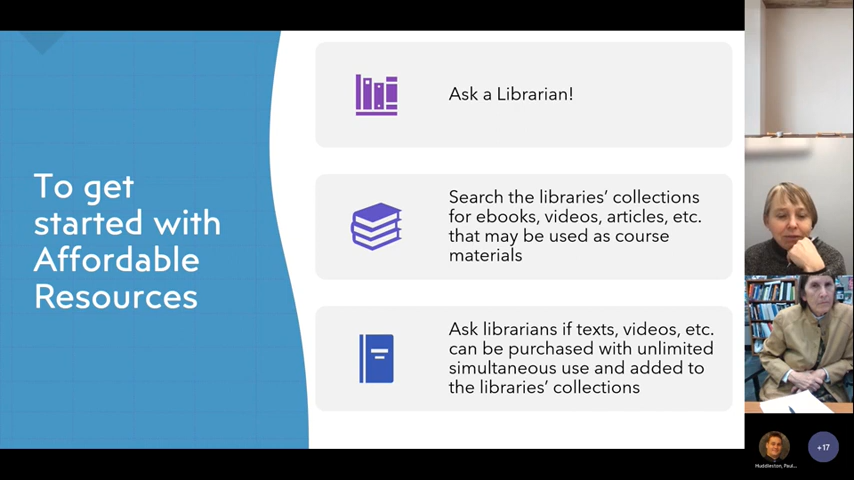 To get
started with
Affordable
Resources
Ask a Librarian!
Search the libraries’ collections
for ebooks, videos, articles, etc.
that may be used as course
materials
Ask librarians if texts, videos, etc.
can be purchased with unlimited
simultaneous use and added to
the libraries’ collections
Huddleston, Paul...
+17